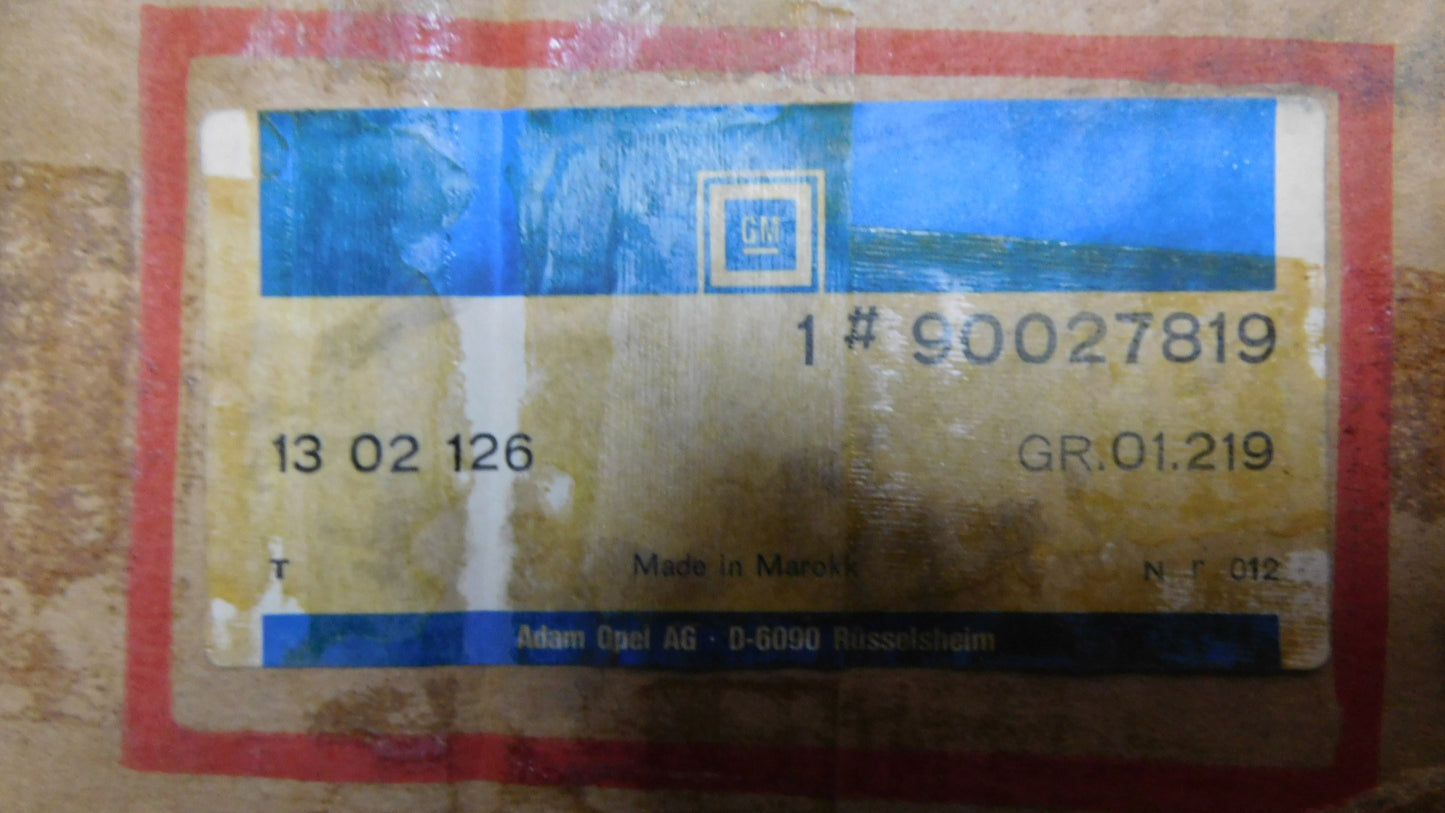 GM
1 # 90027819
13 02 126 GR.01.219
T Made in Marokk N r 012
Adam Opel AG · D-6090 Rüsselsheim